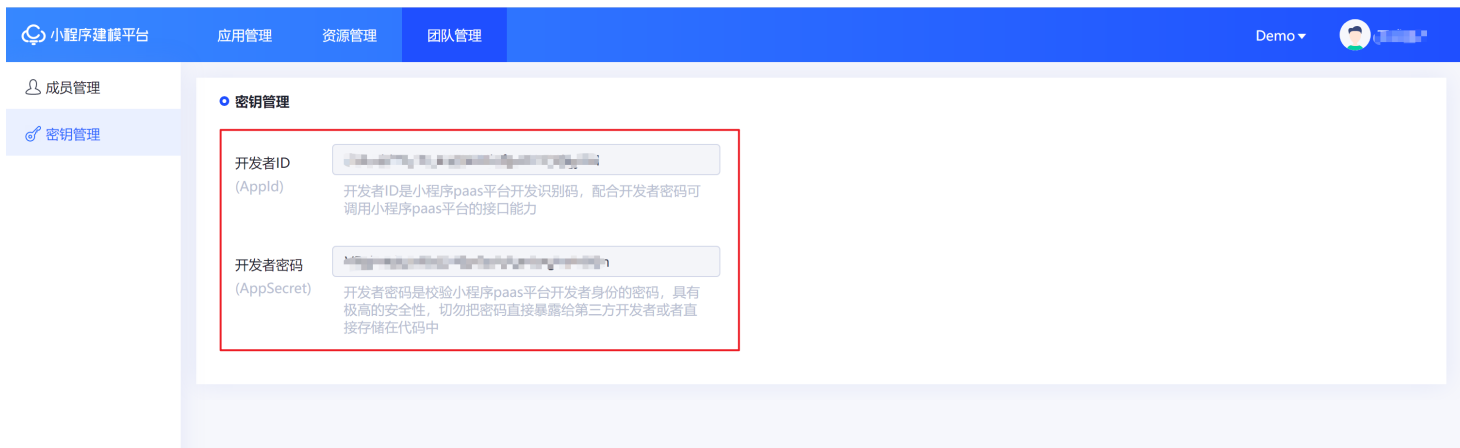 小程序建模平台
应用管理
资源管理
团队管理
Demo
成员管理
密钥管理
密钥管理
开发者ID
(AppId)
开发者ID是小程序paas平台开发识别码，配合开发者密码可
调用小程序paas平台的接口能力
开发者密码
(AppSecret)
开发者密码是校验小程序paas平台开发者身份的密码，具有
极高的安全性，切勿把密码直接暴露给第三方开发者或者直
接存储在代码中